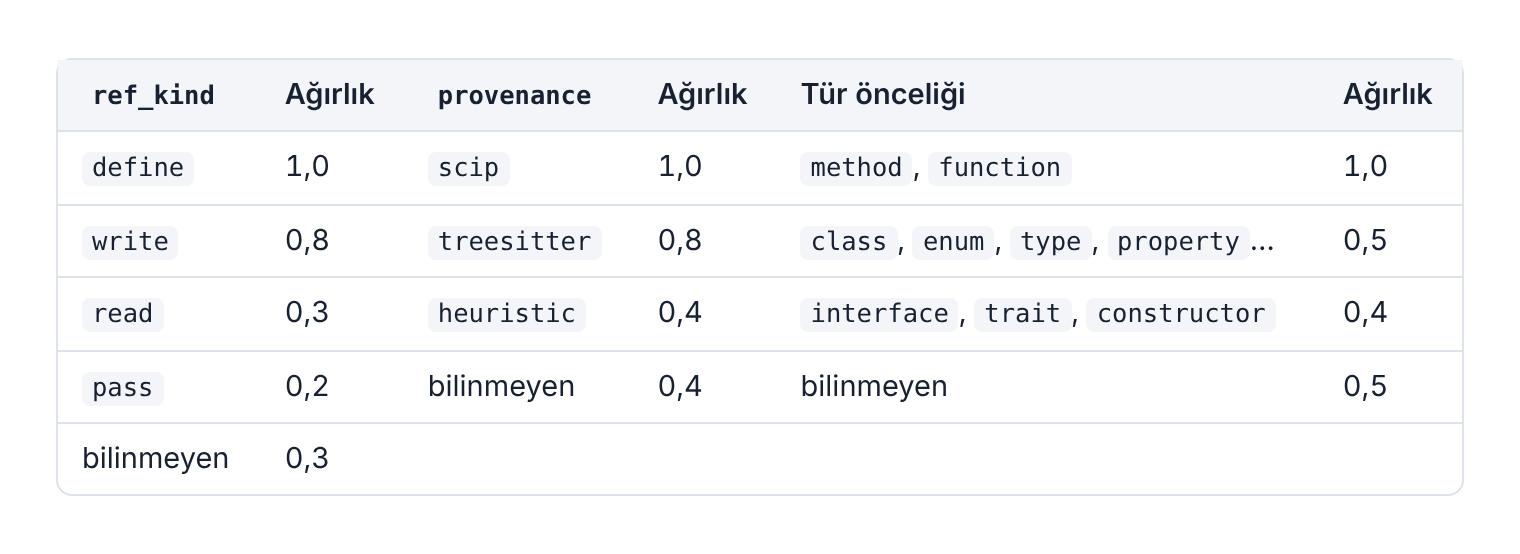 ref_kind Ağırlık provenance Ağırlık Tür önceliği Ağırlık
define 1,0 scip 1,0 method, function 1,0
write 0,8 treesitter 0,8 class, enum, type, property… 0,5
read 0,3 heuristic 0,4 interface, trait, constructor 0,4
pass 0,2 bilinmeyen 0,4 bilinmeyen 0,5
bilinmeyen 0,3